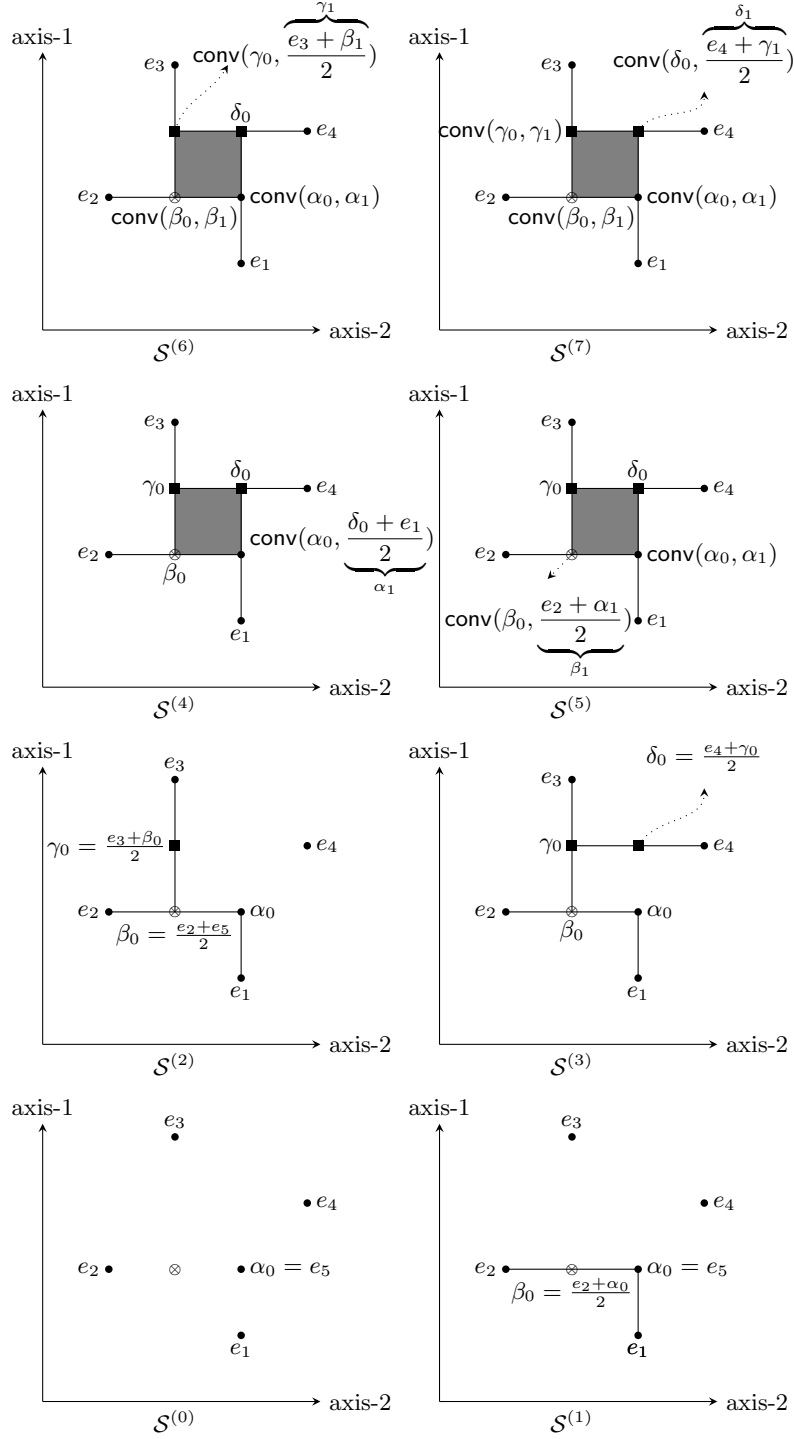 axis-1
γ₁
conv(γ₀, (e₃ + β₁)/2)
e₃
δ₀
e₄
e₂
conv(α₀, α₁)
conv(β₀, β₁)
e₁
axis-2
S⁽⁶⁾
axis-1
δ₁
conv(δ₀, (e₄ + γ₁)/2)
e₃
conv(γ₀, γ₁)
e₄
e₂
conv(α₀, α₁)
conv(β₀, β₁)
e₁
axis-2
S⁽⁷⁾
axis-1
e₃
δ₀
γ₀
e₄
e₂
conv(α₀, (δ₀ + e₁)/2)
α₁
β₀
e₁
axis-2
S⁽⁴⁾
axis-1
e₃
δ₀
γ₀
e₄
e₂
conv(α₀, α₁)
conv(β₀, (e₂ + α₁)/2)
β₁
e₁
axis-2
S⁽⁵⁾
axis-1
e₃
γ₀ = (e₃+β₀)/2
e₄
e₂
α₀
β₀ = (e₂+e₅)/2
e₁
axis-2
S⁽²⁾
axis-1
δ₀ = (e₄+γ₀)/2
e₃
γ₀
e₄
e₂
α₀
β₀
e₁
axis-2
S⁽³⁾
axis-1
e₃
e₄
e₂
α₀ = e₅
e₁
axis-2
S⁽⁰⁾
axis-1
e₃
e₄
e₂
α₀ = e₅
β₀ = (e₂+α₀)/2
e₁
axis-2
S⁽¹⁾